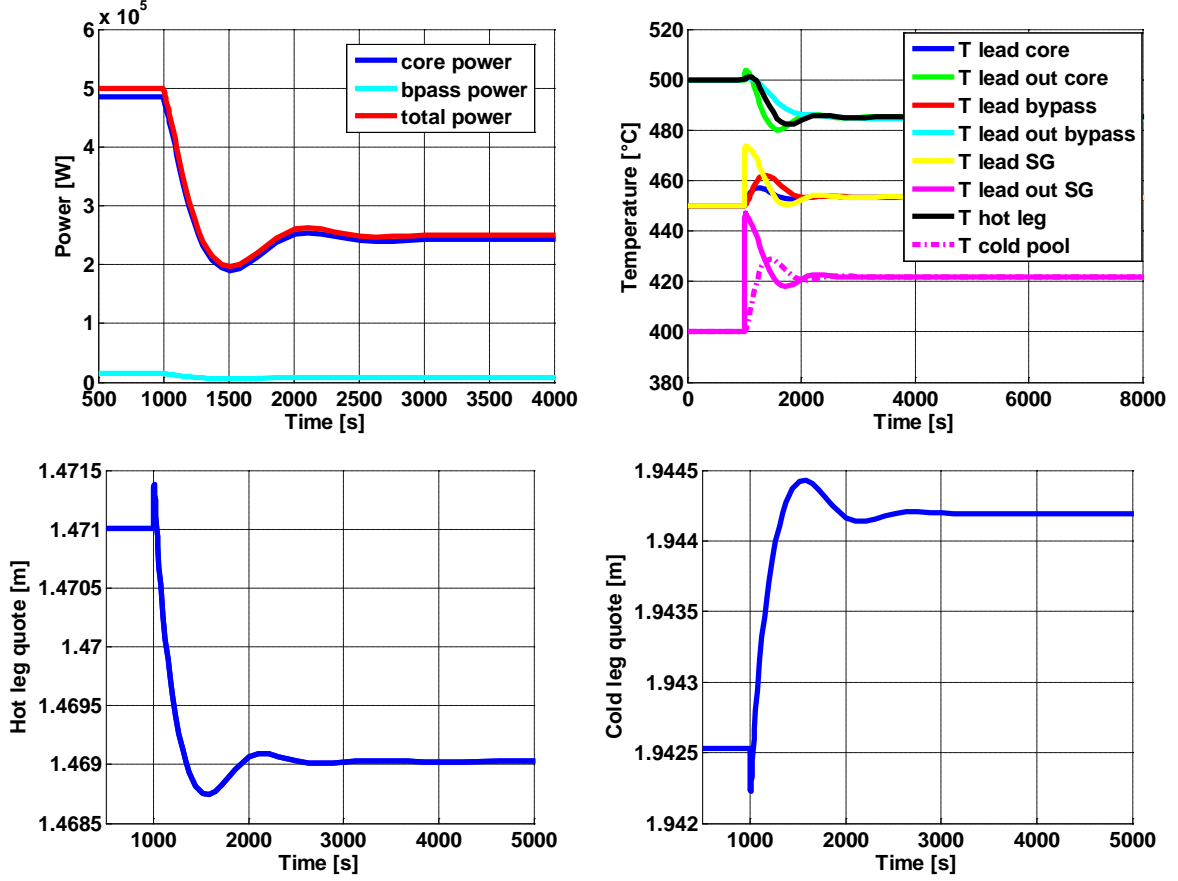 x 10⁵
6
5
4
3
2
1
0
Power [W]
500 1000 1500 2000 2500 3000 3500 4000
Time [s]
core power
bpass power
total power
520
500
480
460
440
420
400
380
Temperature [°C]
0 2000 4000 6000 8000
Time [s]
T lead core
T lead out core
T lead bypass
T lead out bypass
T lead SG
T lead out SG
T hot leg
T cold pool
1.4715
1.471
1.4705
1.47
1.4695
1.469
1.4685
Hot leg quote [m]
1000 2000 3000 4000 5000
Time [s]
1.9445
1.944
1.9435
1.943
1.9425
1.942
Cold leg quote [m]
1000 2000 3000 4000 5000
Time [s]